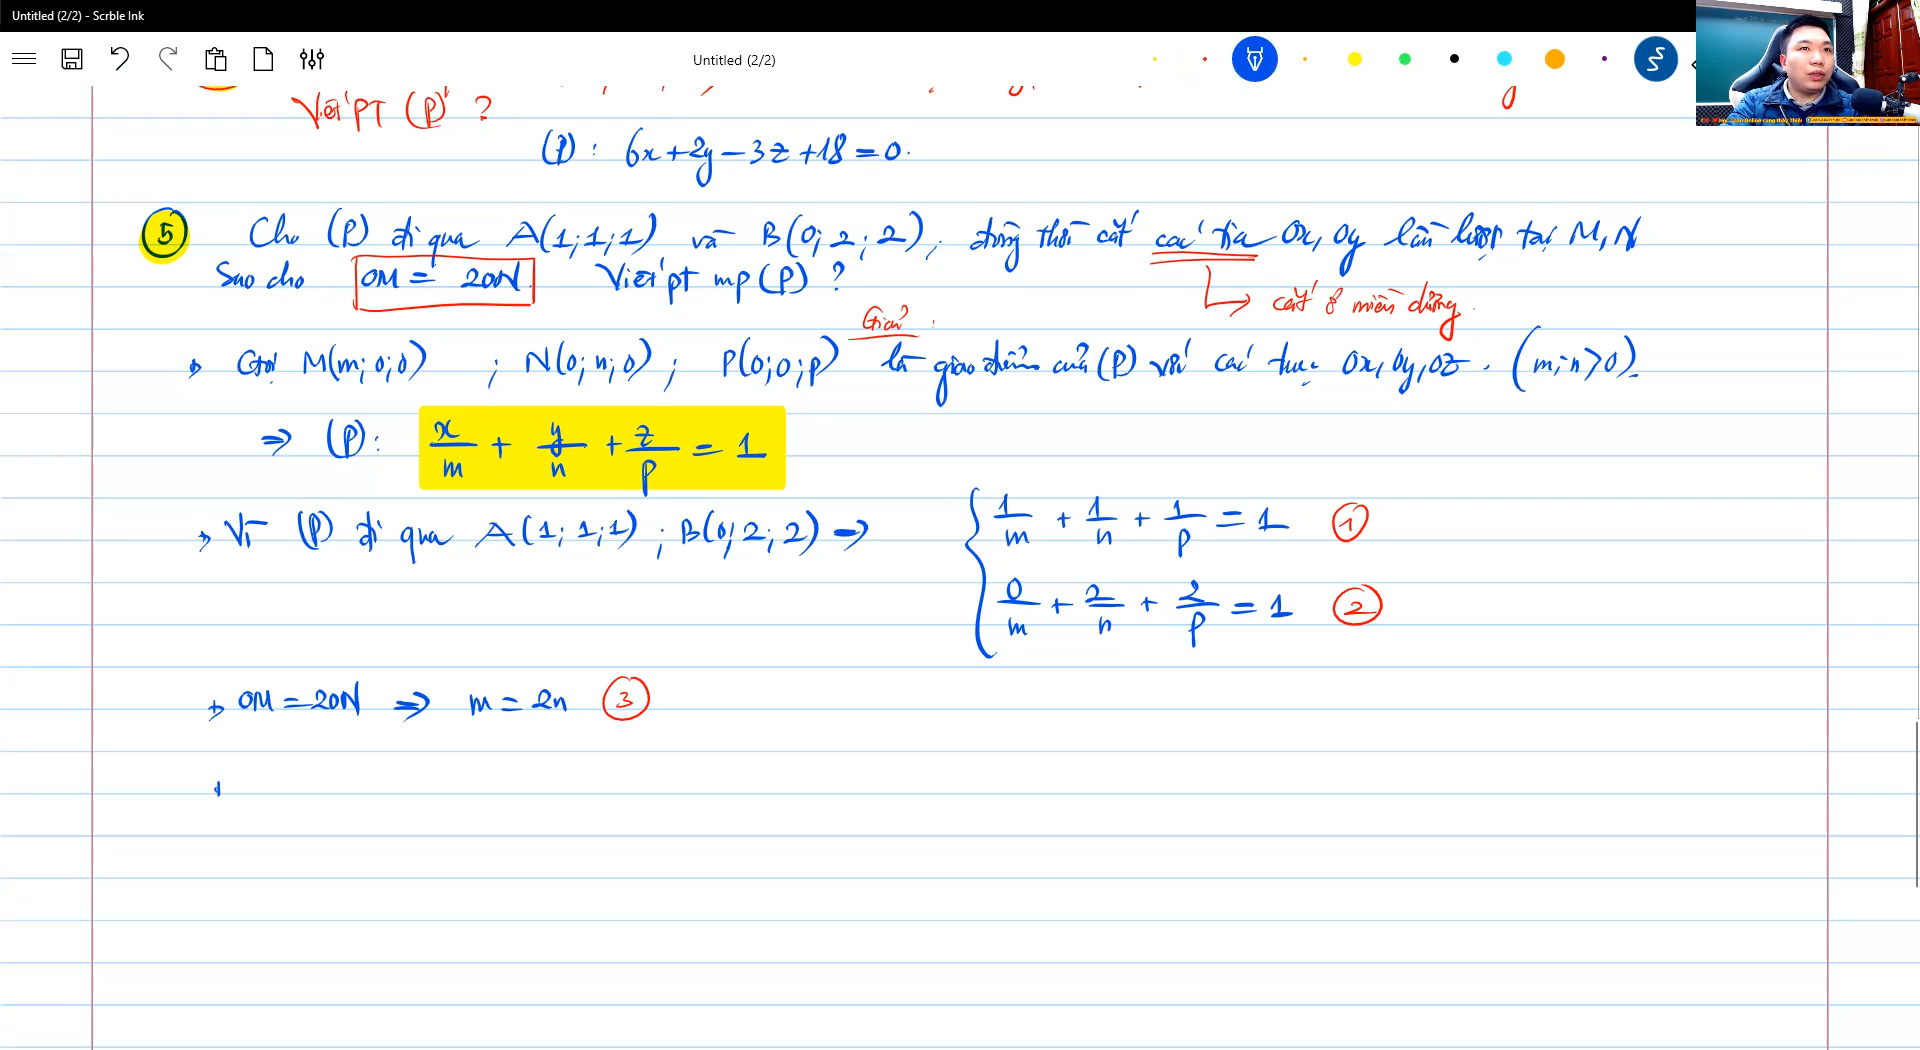 Untitled (2/2) - Scrble Ink
Untitled (2/2)
Viết PT (P) ?
(P): 6x + 2y - 3z + 18 = 0.
5 Cho (P) đi qua A(1;1;1) và B(0;2;2), đồng thời cắt các tia Ox, Oy lần lượt tại M, N
Sao cho OM = 2ON. Viết pt mp (P) ?
cắt ở miền dương.
Giải:
Gọi M(m;0;0) ; N(0;n;0) ; P(0;0;p) là giao điểm của (P) với các trục Ox, Oy, Oz. (m;n>0).
⇒ (P): x/m + y/n + z/p = 1
Vì (P) đi qua A(1;1;1) ; B(0;2;2) ⇒
1/m + 1/n + 1/p = 1 ①
0/m + 2/n + 2/p = 1 ②
OM = 2ON ⇒ m = 2n ③